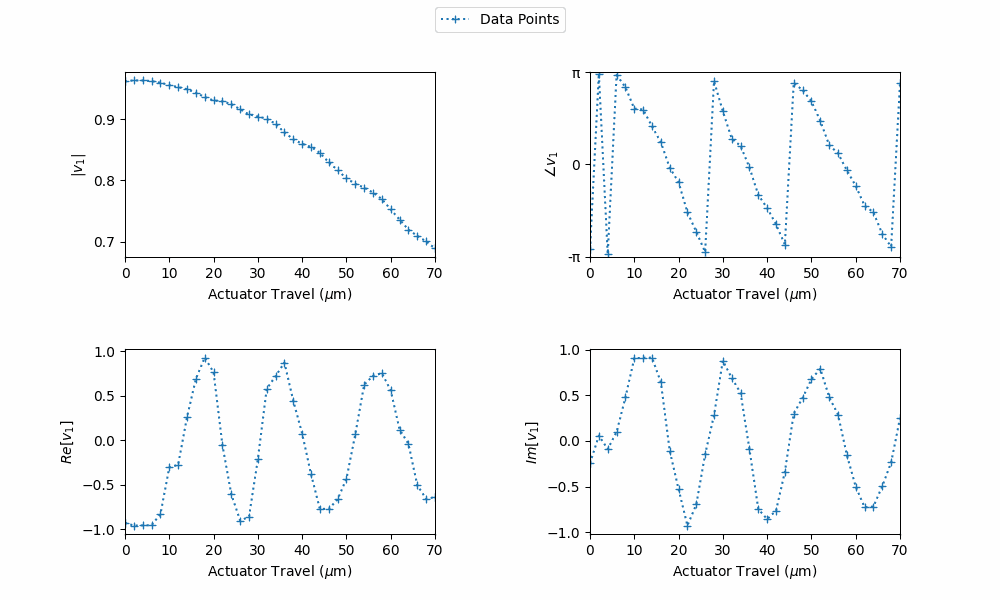 Data Points
|v₁|
0.9
0.8
0.7
0 10 20 30 40 50 60 70
Actuator Travel (μm)
∠v₁
π
0
-π
0 10 20 30 40 50 60 70
Actuator Travel (μm)
Re[v₁]
1.0
0.5
0.0
−0.5
−1.0
0 10 20 30 40 50 60 70
Actuator Travel (μm)
Im[v₁]
1.0
0.5
0.0
−0.5
−1.0
0 10 20 30 40 50 60 70
Actuator Travel (μm)